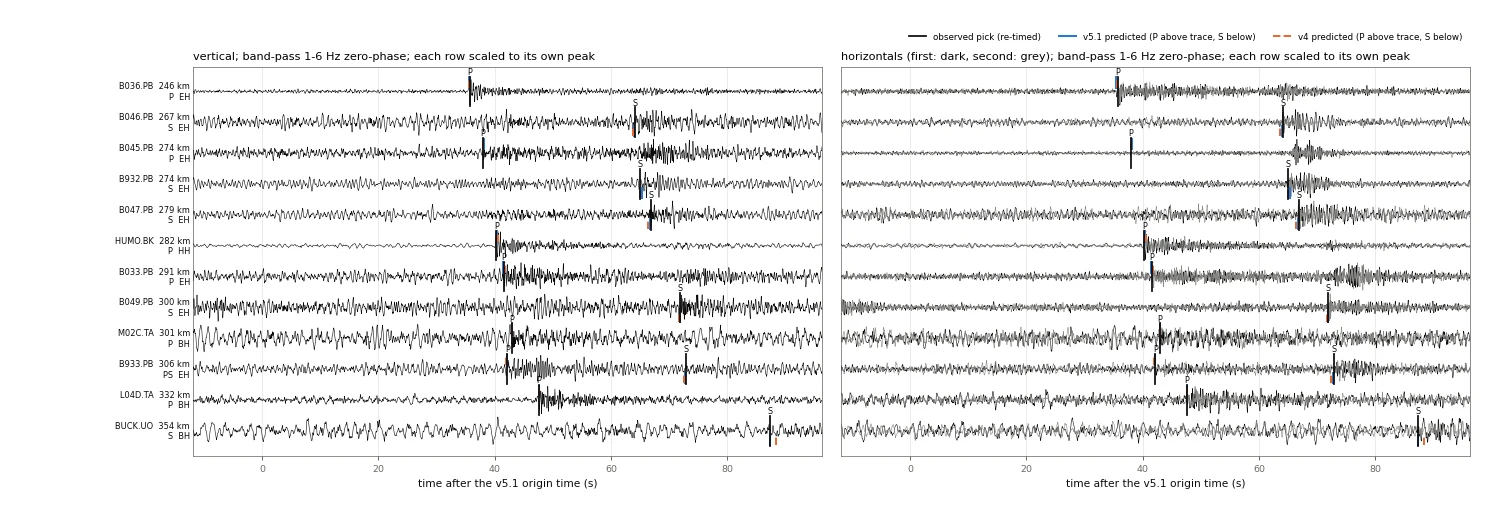 observed pick (re-timed) v5.1 predicted (P above trace, S below) v4 predicted (P above trace, S below)
vertical; band-pass 1-6 Hz zero-phase; each row scaled to its own peak
horizontals (first: dark, second: grey); band-pass 1-6 Hz zero-phase; each row scaled to its own peak
B036.PB 246 km
P EH
B046.PB 267 km
S EH
B045.PB 274 km
P EH
B932.PB 274 km
S EH
B047.PB 279 km
S EH
HUMO.BK 282 km
P HH
B033.PB 291 km
P EH
B049.PB 300 km
S EH
M02C.TA 301 km
P BH
B933.PB 306 km
PS EH
L04D.TA 332 km
P BH
BUCK.UO 354 km
S BH
P
S
P
S
S
P
P
S
P
P
S
P
S
P
S
P
S
S
P
P
S
P
P
S
P
S
0 20 40 60 80
0 20 40 60 80
time after the v5.1 origin time (s)
time after the v5.1 origin time (s)